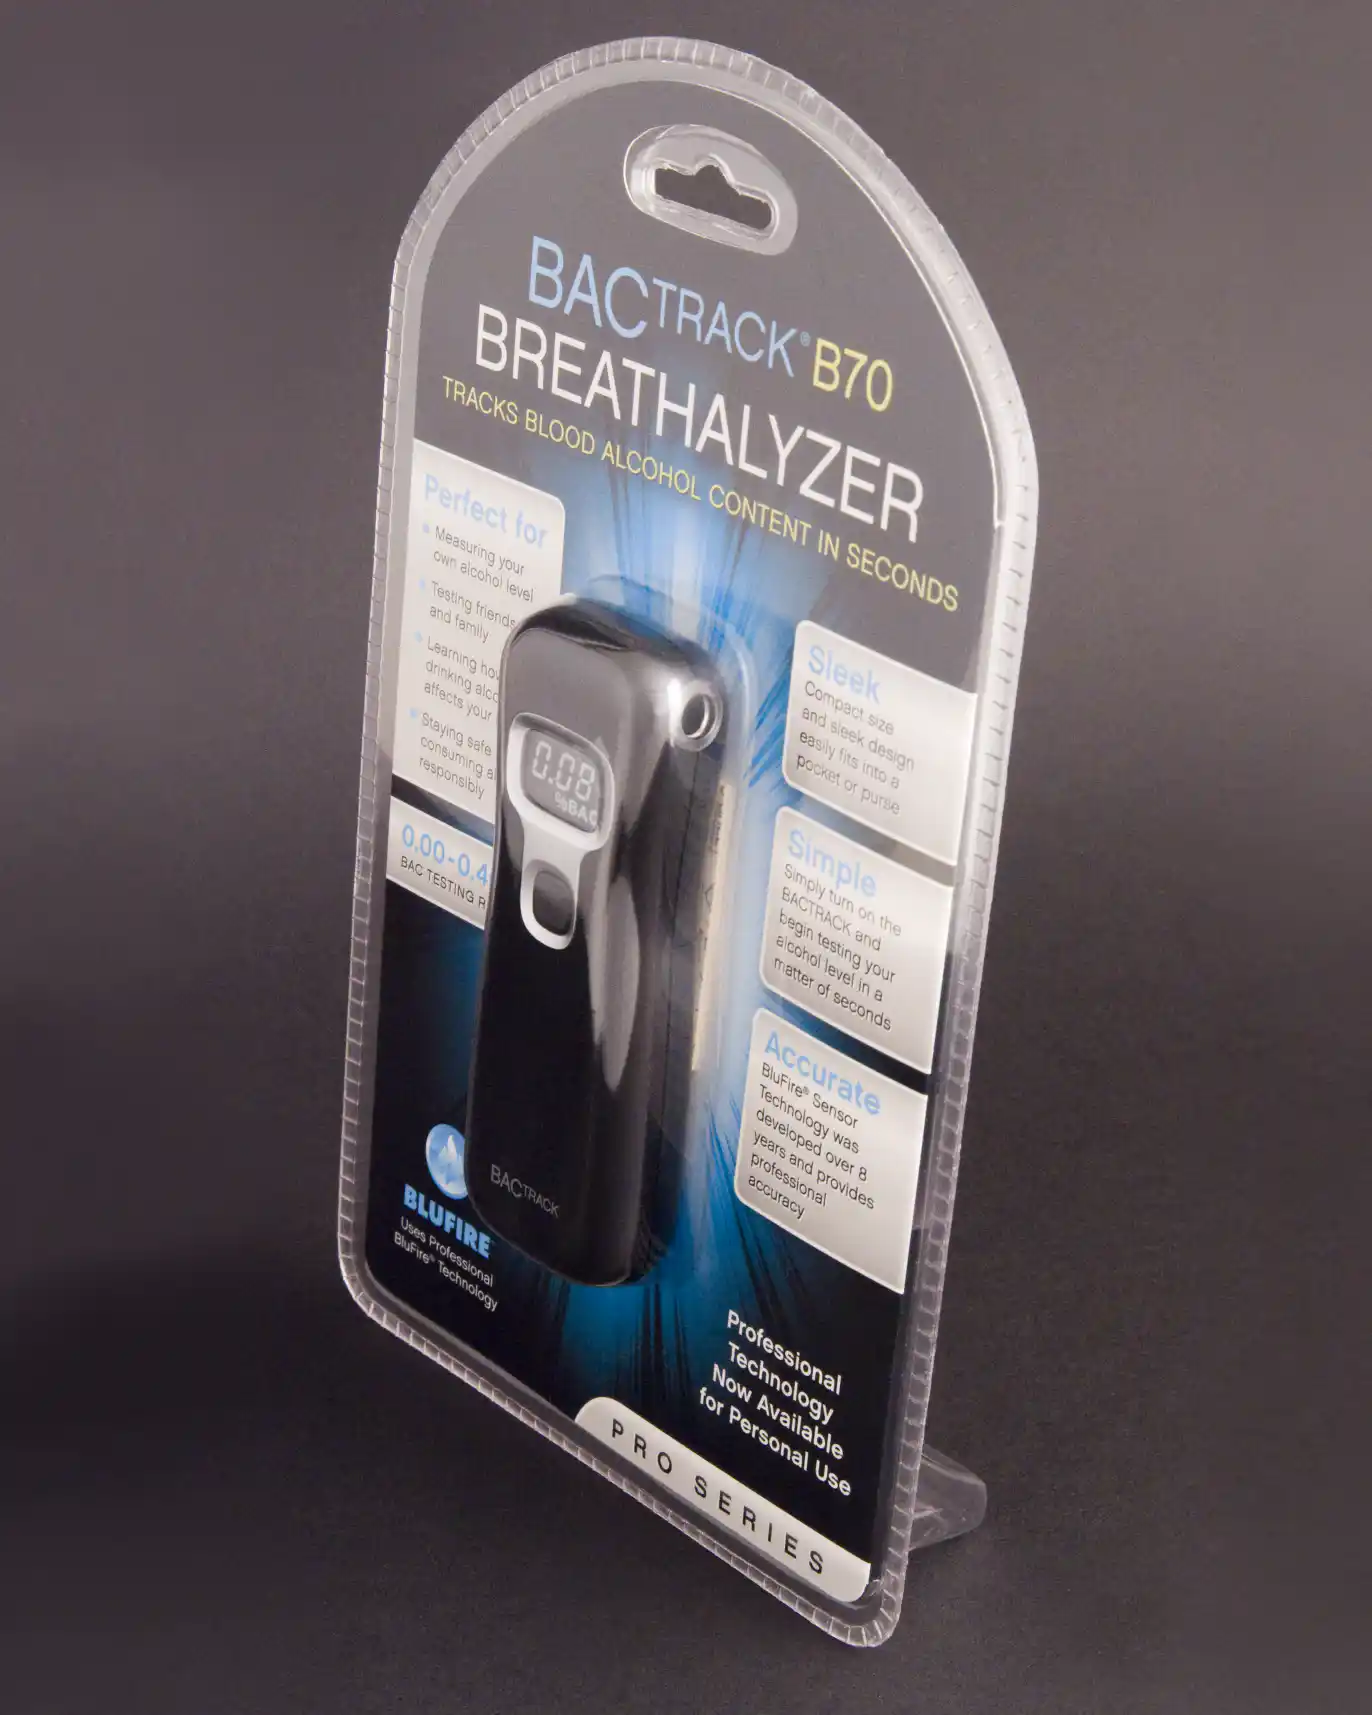 BACTRACK® B70
BREATHALYZER
TRACKS BLOOD ALCOHOL CONTENT IN SECONDS
Perfect for
Measuring your
own alcohol level
Testing friends
and family
Learning how
drinking
affects your
Staying safe
consuming
responsibly
0.00-0.4
BAC TESTING
0.08
%BAC
BACTRACK
BLUFIRE
Uses Professional
BluFire® Technology
Sleek
Compact size
and sleek design
easily fits into a
pocket or purse
Simple
Simply turn on the
BACTRACK and
begin testing your
alcohol level in a
matter of seconds
Accurate
BluFire® Sensor
Technology was
developed over 8
years and provides
professional
accuracy
Professional
Technology
Now Available
for Personal Use
PRO SERIES